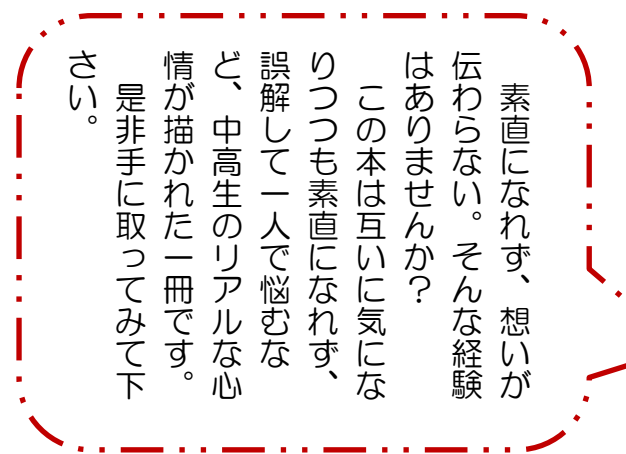 素直になれず、想いが
伝わらない。そんな経験
はありませんか？
　この本は互いに気にな
りつつも素直になれず、
誤解して一人で悩むな
ど、中高生のリアルな心
情が描かれた一冊です。
　是非手に取ってみて下
さい。